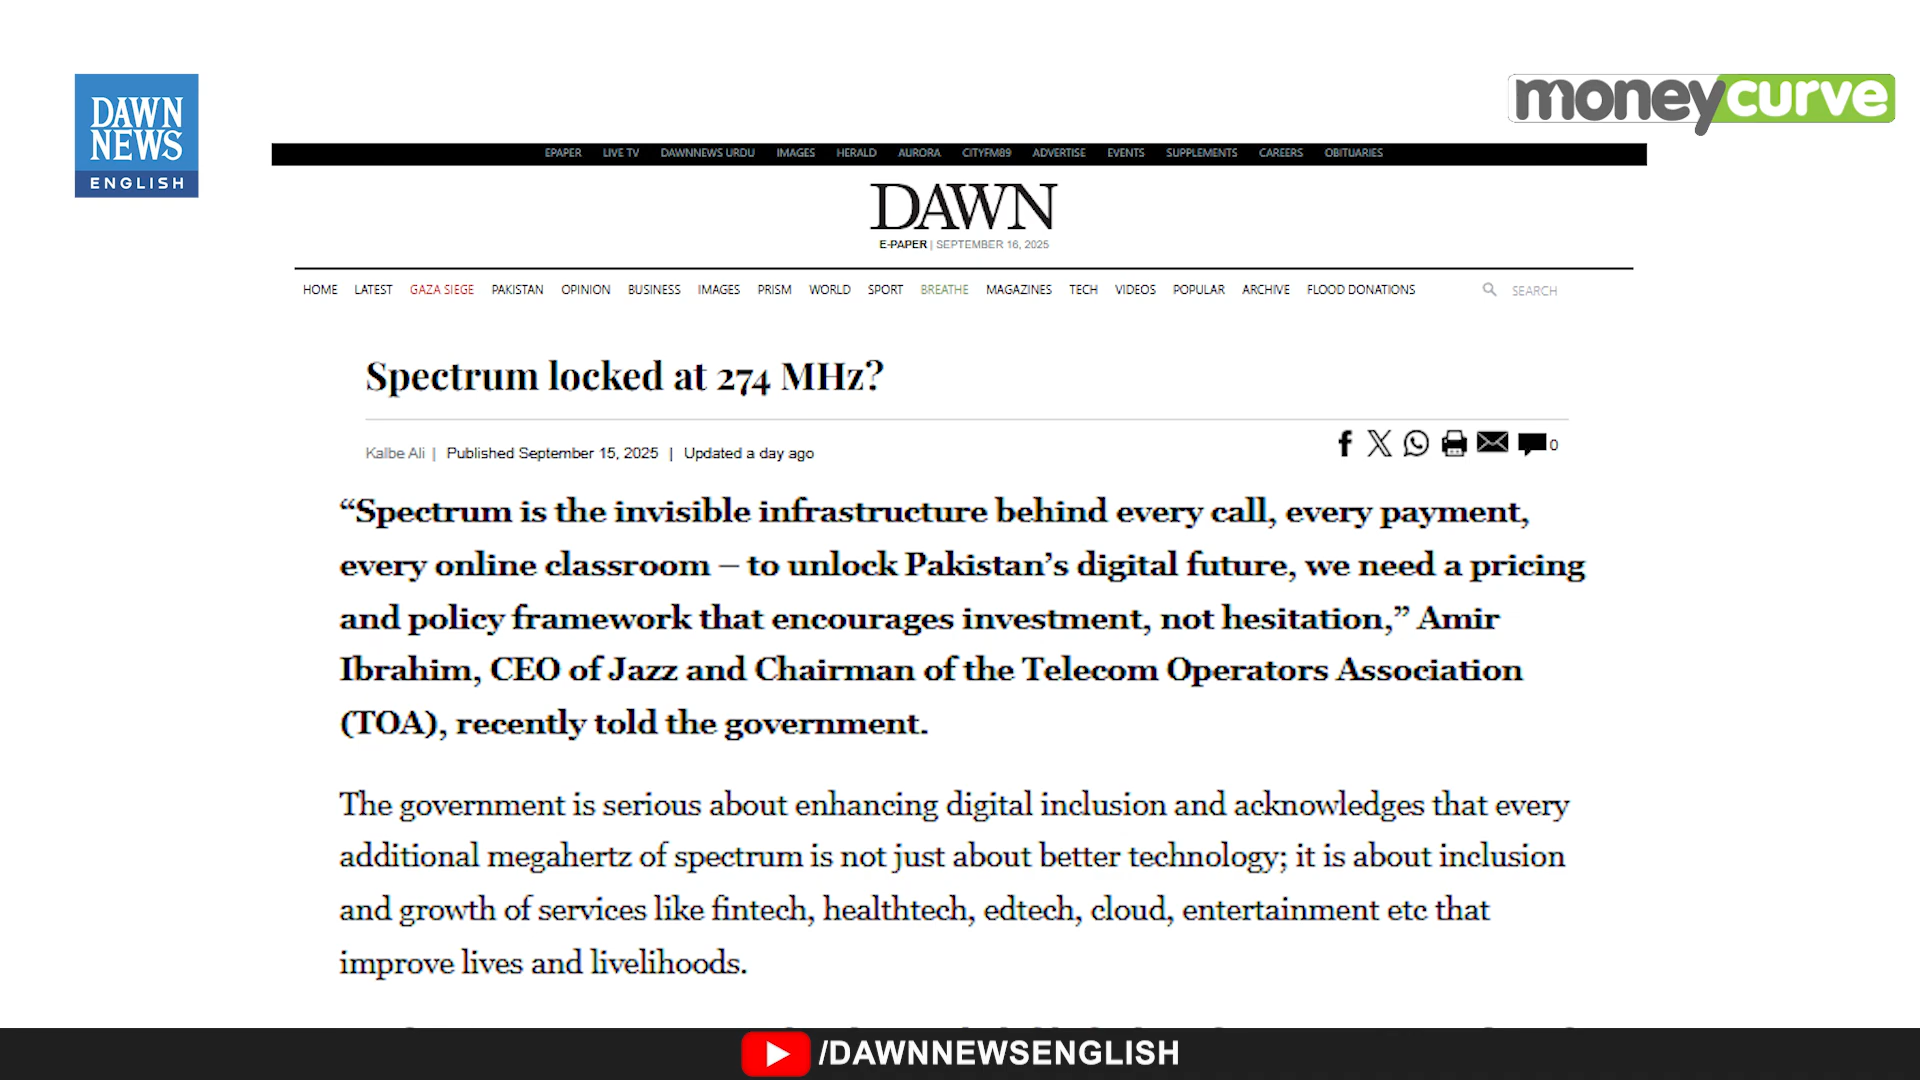 DAWN
NEWS
ENGLISH
moneycurve
EPAPER LIVE TV DAWNNEWS URDU IMAGES HERALD AURORA CITYFM89 ADVERTISE EVENTS SUPPLEMENTS CAREERS OBITUARIES
DAWN
E-PAPER | SEPTEMBER 16, 2025
HOME LATEST GAZA SIEGE PAKISTAN OPINION BUSINESS IMAGES PRISM WORLD SPORT BREATHE MAGAZINES TECH VIDEOS POPULAR ARCHIVE FLOOD DONATIONS SEARCH
Spectrum locked at 274 MHz?
Kalbe Ali | Published September 15, 2025 | Updated a day ago
0
“Spectrum is the invisible infrastructure behind every call, every payment,
every online classroom — to unlock Pakistan’s digital future, we need a pricing
and policy framework that encourages investment, not hesitation,” Amir
Ibrahim, CEO of Jazz and Chairman of the Telecom Operators Association
(TOA), recently told the government.
The government is serious about enhancing digital inclusion and acknowledges that every
additional megahertz of spectrum is not just about better technology; it is about inclusion
and growth of services like fintech, healthtech, edtech, cloud, entertainment etc that
improve lives and livelihoods.
/DAWNNEWSENGLISH